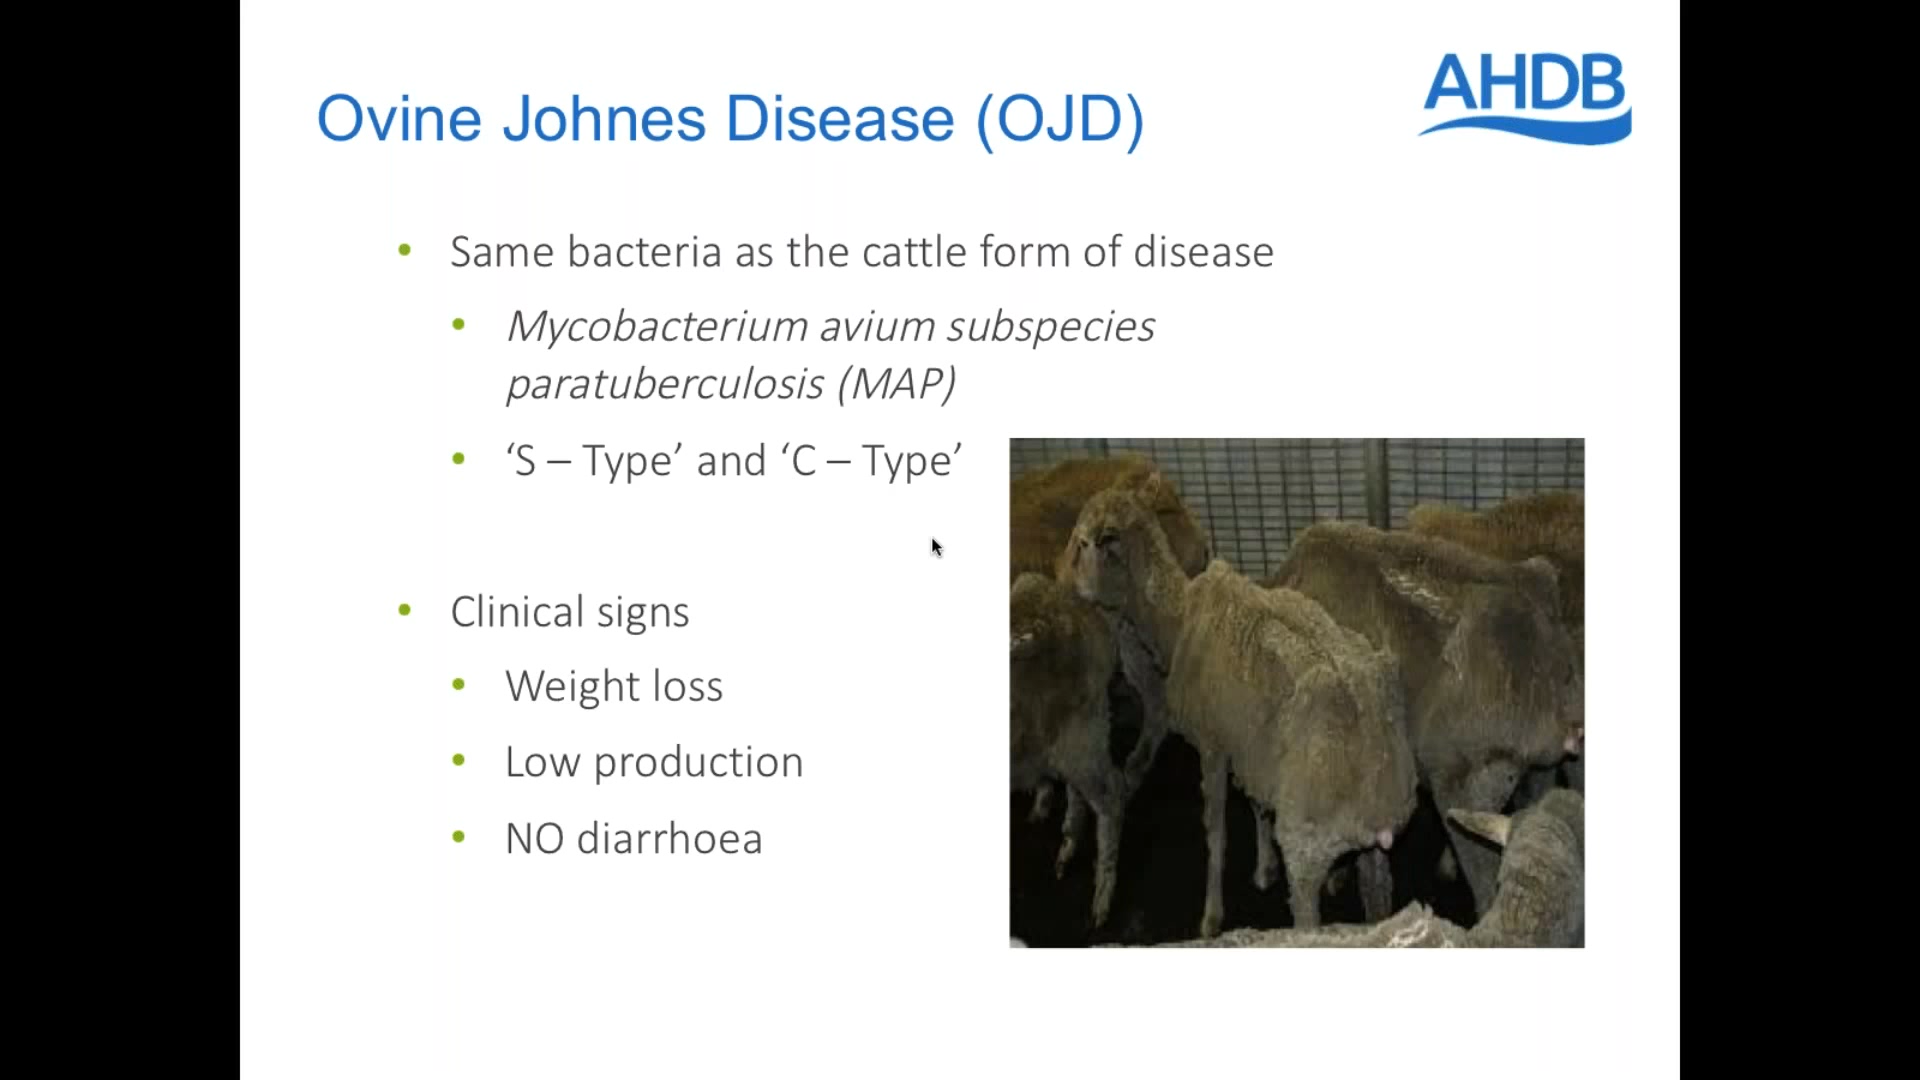 AHDB
Ovine Johnes Disease (OJD)
• Same bacteria as the cattle form of disease
• Mycobacterium avium subspecies
paratuberculosis (MAP)
• ‘S – Type’ and ‘C – Type’
• Clinical signs
• Weight loss
• Low production
• NO diarrhoea